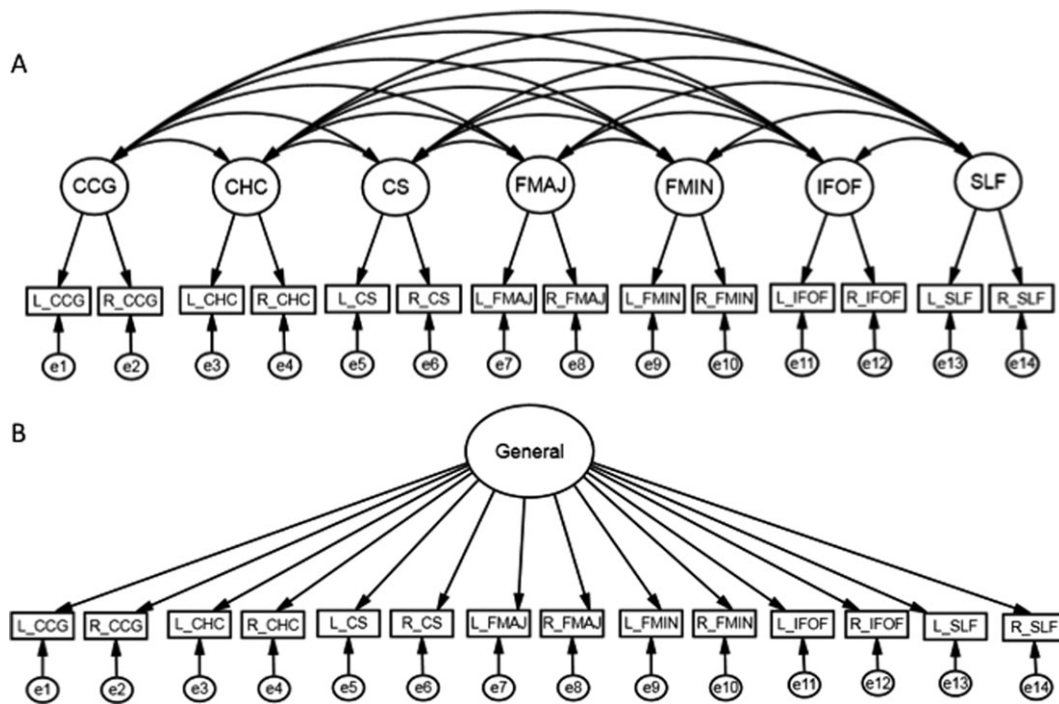 A
CCG CHC CS FMAJ FMIN IFOF SLF
L_CCG R_CCG L_CHC R_CHC L_CS R_CS L_FMAJ R_FMAJ L_FMIN R_FMIN L_IFOF R_IFOF L_SLF R_SLF
e1 e2 e3 e4 e5 e6 e7 e8 e9 e10 e11 e12 e13 e14
B
General
L_CCG R_CCG L_CHC R_CHC L_CS R_CS L_FMAJ R_FMAJ L_FMIN R_FMIN L_IFOF R_IFOF L_SLF R_SLF
e1 e2 e3 e4 e5 e6 e7 e8 e9 e10 e11 e12 e13 e14